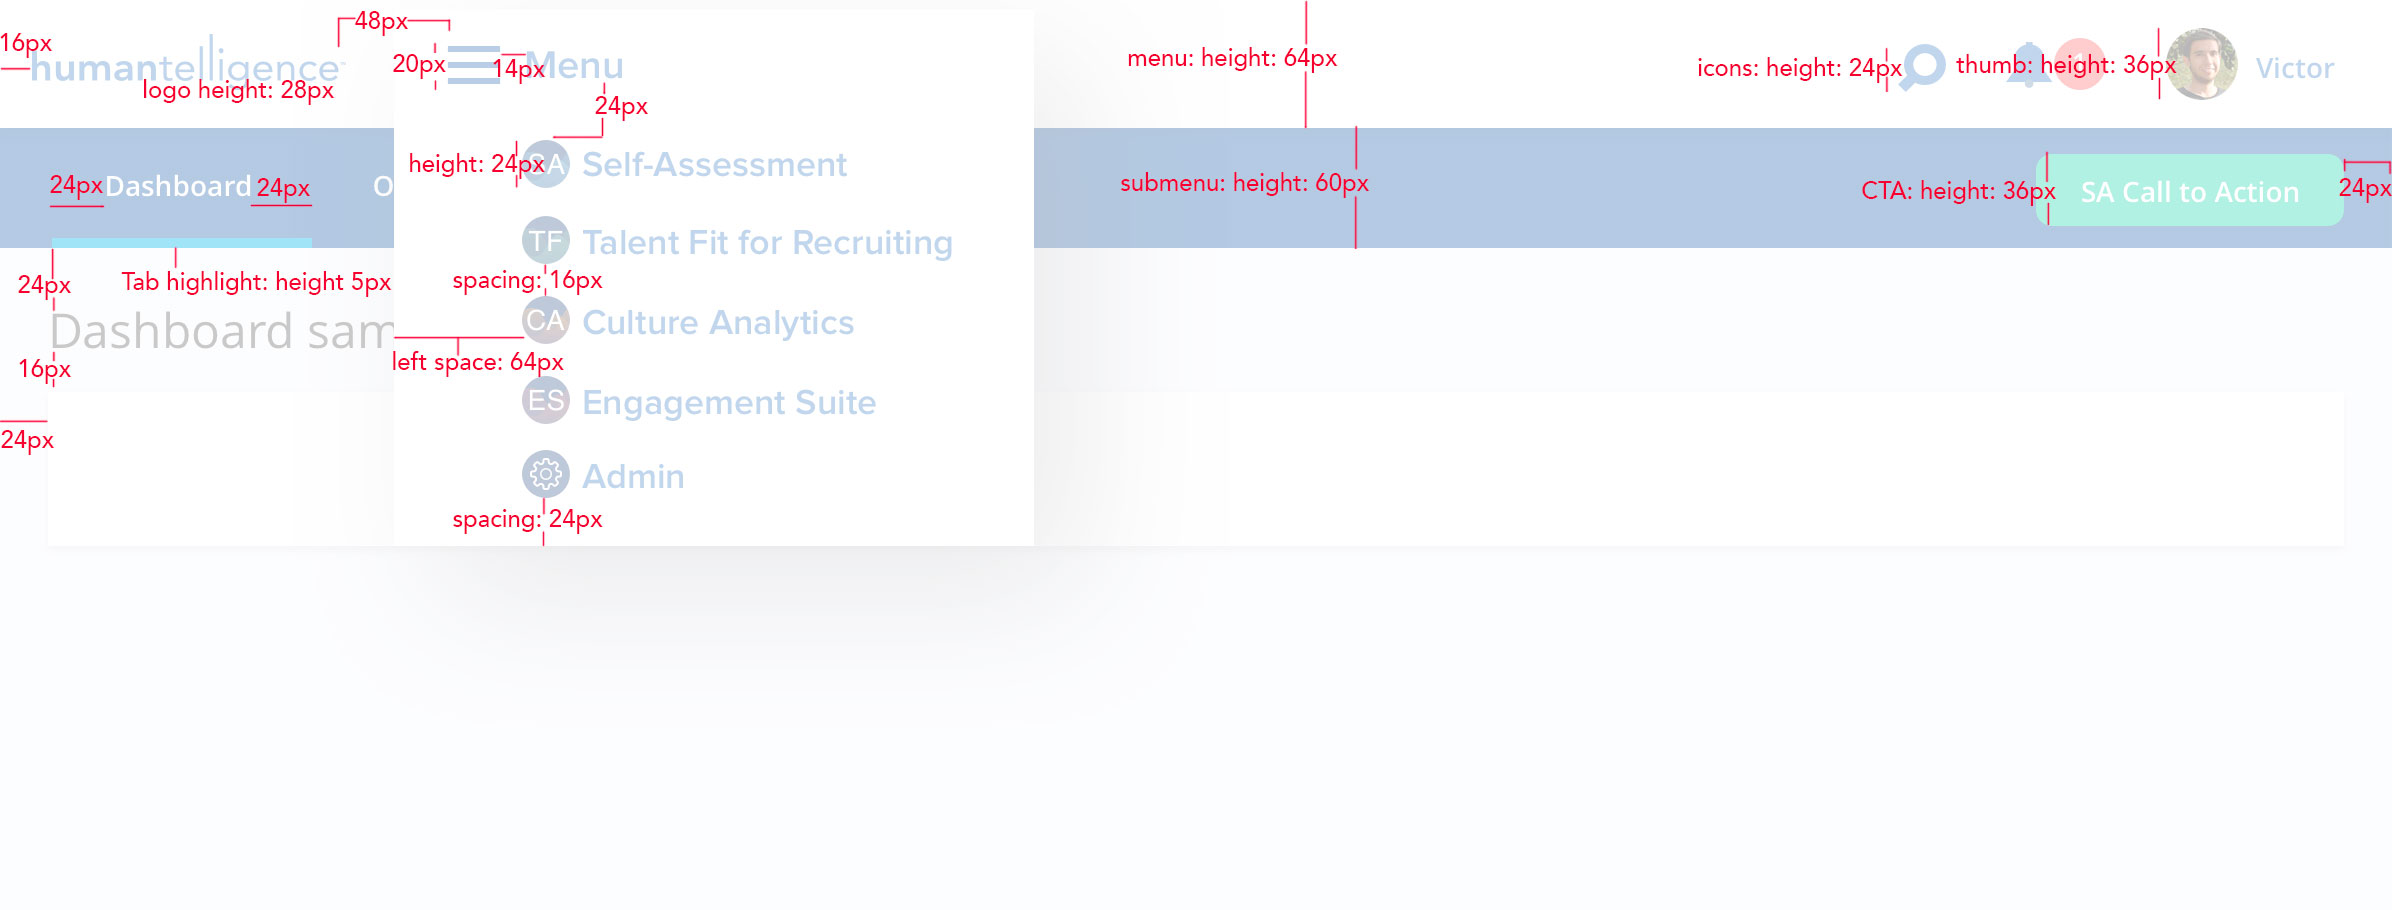 48px
16px
humantelligence
logo height: 28px
20px
14px
Menu
24px
menu: height: 64px
icons: height: 24px
thumb: height: 36px
Victor
24px
Dashboard
24px
O
height: 24px
SA
Self-Assessment
submenu: height: 60px
CTA: height: 36px
SA Call to Action
24px
TF
Talent Fit for Recruiting
24px
Tab highlight: height 5px
spacing: 16px
Dashboard sam
CA
Culture Analytics
16px
left space: 64px
ES
Engagement Suite
24px
Admin
spacing: 24px